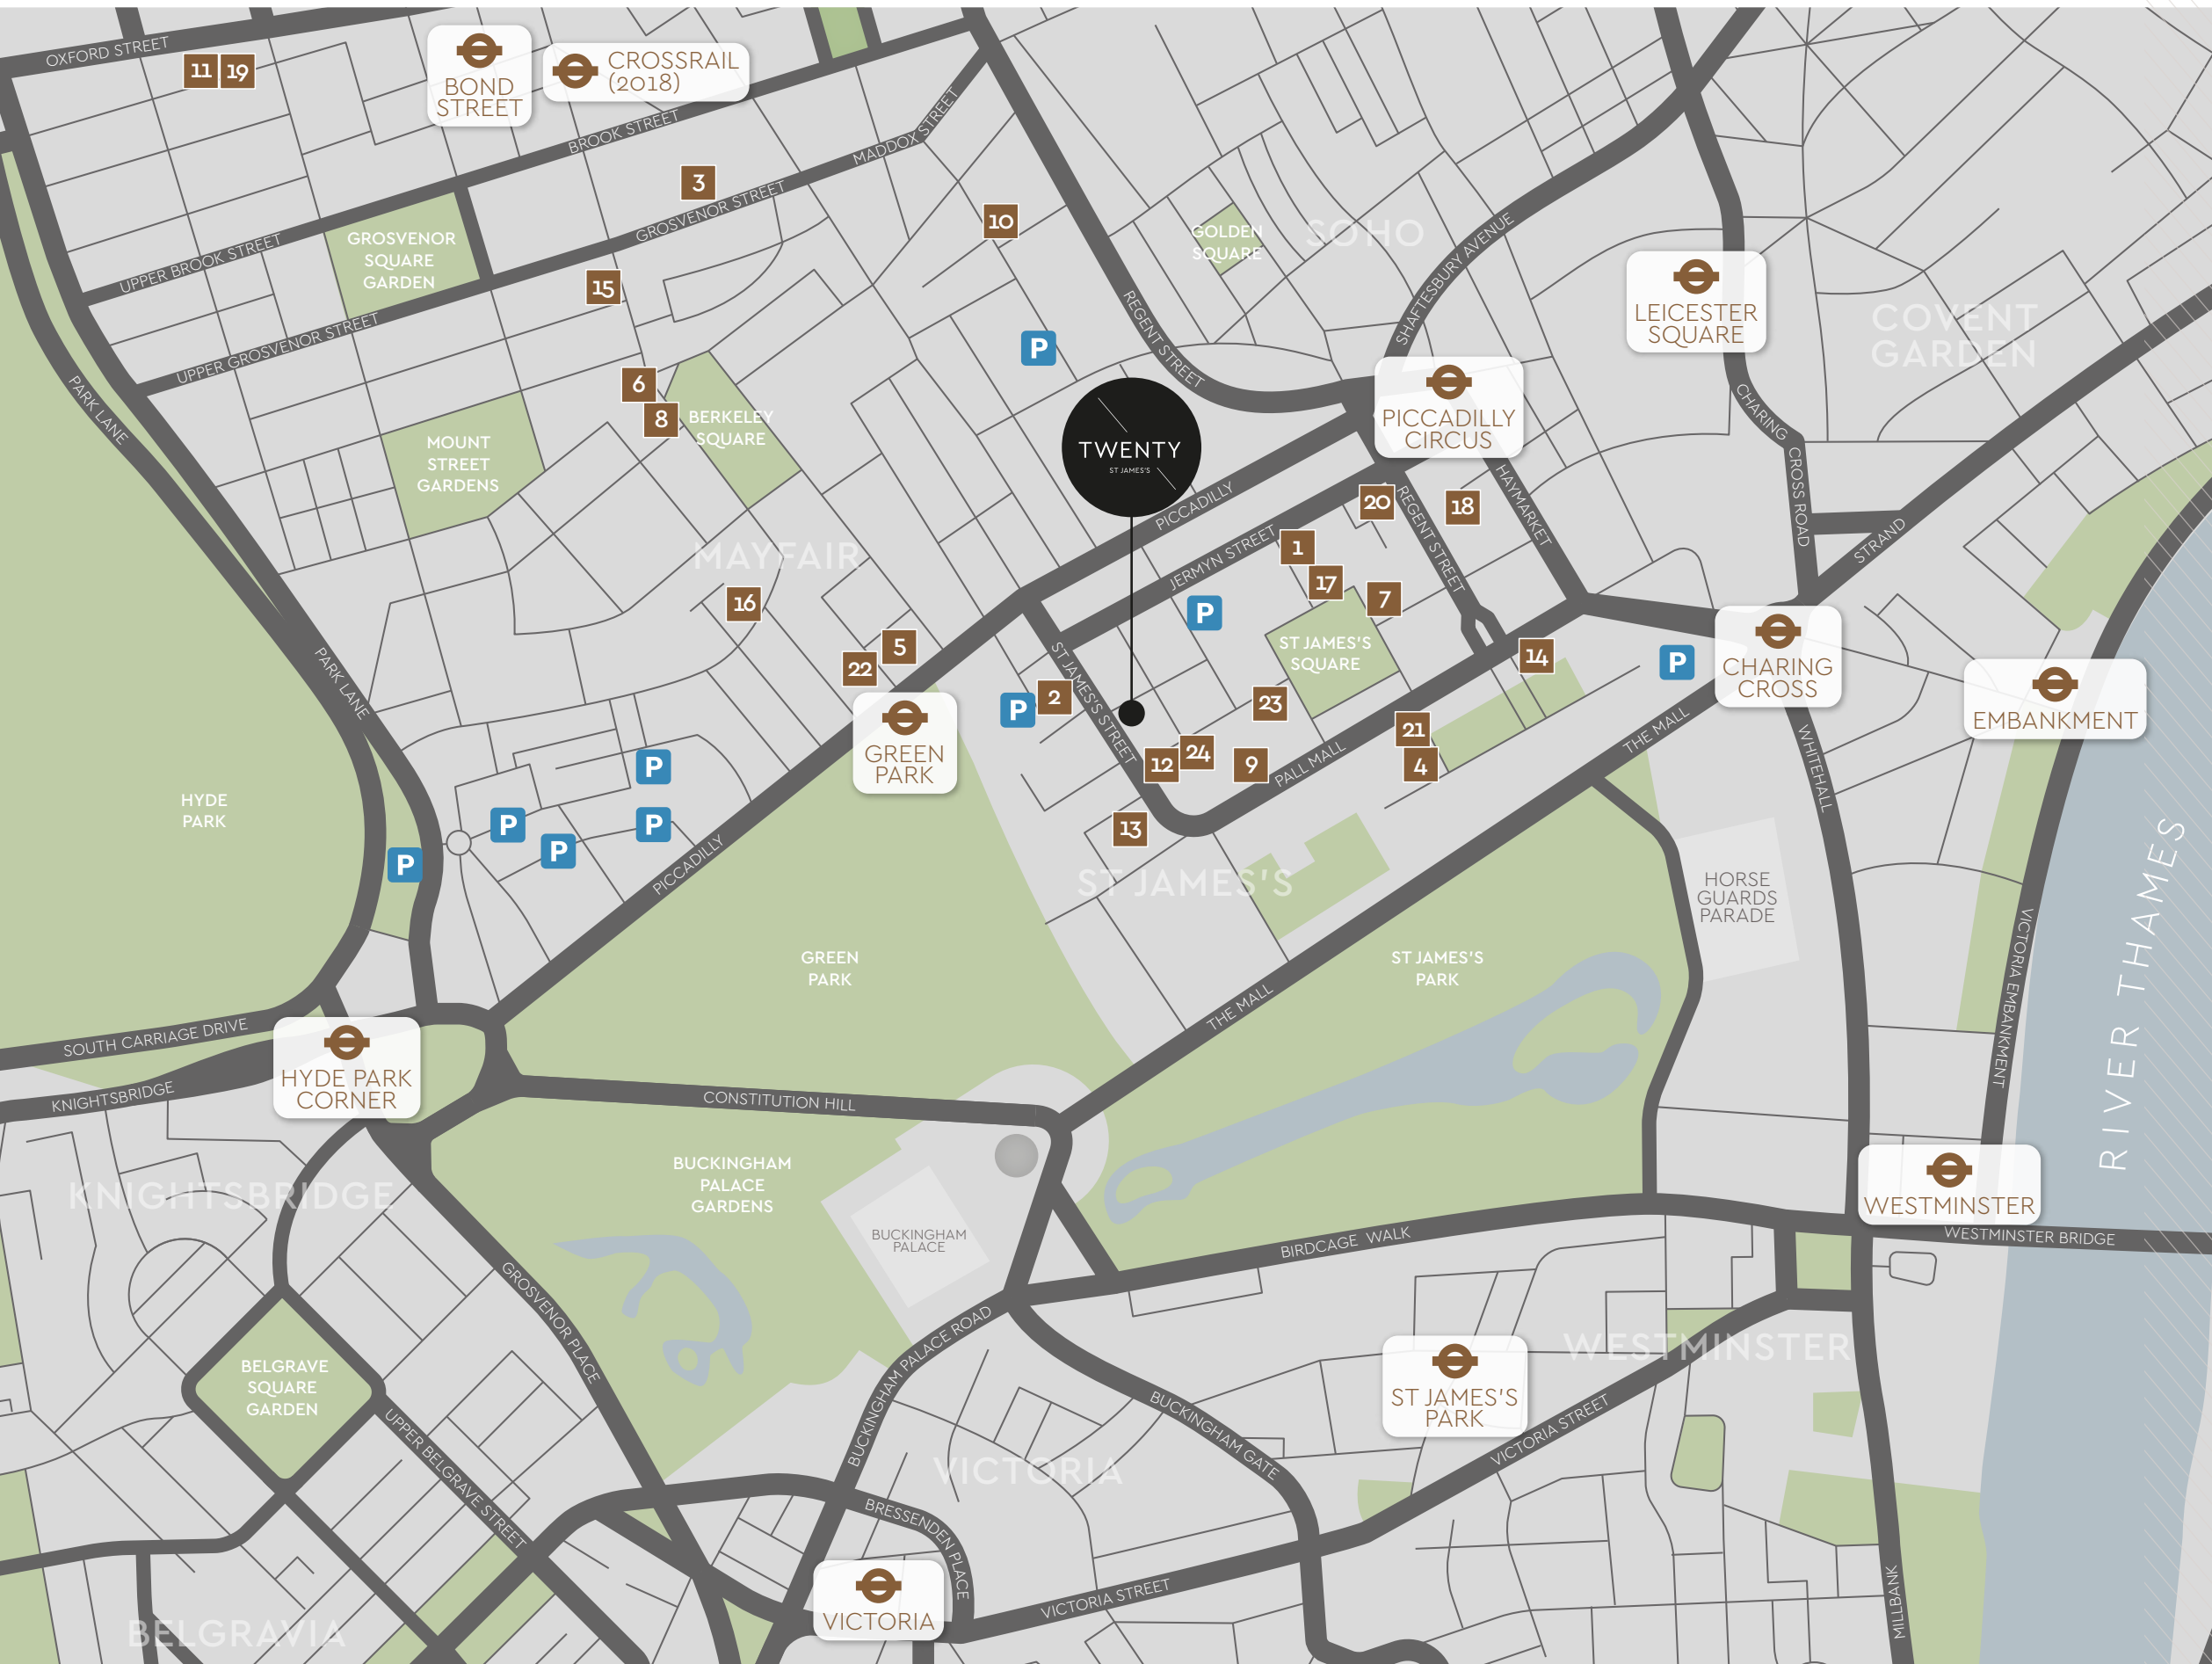 OXFORD STREET
11
19
BOND
STREET
CROSSRAIL
(2018)
BROOK STREET
MADDOX STREET
3
GROSVENOR STREET
10
GOLDEN
SQUARE
SOHO
SHAFTESBURY AVENUE
UPPER BROOK STREET
GROSVENOR
SQUARE
GARDEN
15
UPPER GROSVENOR STREET
P
REGENT STREET
LEICESTER
SQUARE
COVENT
GARDEN
PARK LANE
6
8
BERKELEY
SQUARE
TWENTY
ST JAMES'S
PICCADILLY
CIRCUS
CHARING
CROSS ROAD
MOUNT
STREET
GARDENS
PICCADILLY
20
18
REGENT STREET
HAYMARKET
STRAND
MAYFAIR
JERMYN STREET
1
17
7
16
P
5
22
ST JAMES'S
SQUARE
14
P
CHARING
CROSS
EMBANKMENT
PARK LANE
ST JAMES'S STREET
P
2
23
GREEN
PARK
21
4
THE MALL
WHITEHALL
12
24
9
PALL MALL
P
P
P
P
P
13
HYDE
PARK
PICCADILLY
ST JAMES'S
HORSE
GUARDS
PARADE
RIVER THAMES
GREEN
PARK
ST JAMES'S
PARK
VICTORIA EMBANKMENT
THE MALL
SOUTH CARRIAGE DRIVE
HYDE PARK
CORNER
KNIGHTSBRIDGE
CONSTITUTION HILL
BUCKINGHAM
PALACE
GARDENS
KNIGHTSBRIDGE
BUCKINGHAM
PALACE
WESTMINSTER
BIRDCAGE WALK
WESTMINSTER BRIDGE
GROSVENOR PLACE
BUCKINGHAM PALACE ROAD
BELGRAVE
SQUARE
GARDEN
WESTMINSTER
ST JAMES'S
PARK
UPPER BELGRAVE STREET
BUCKINGHAM GATE
VICTORIA STREET
VICTORIA
BRESSENDEN PLACE
VICTORIA
VICTORIA STREET
MILLBANK
BELGRAVIA